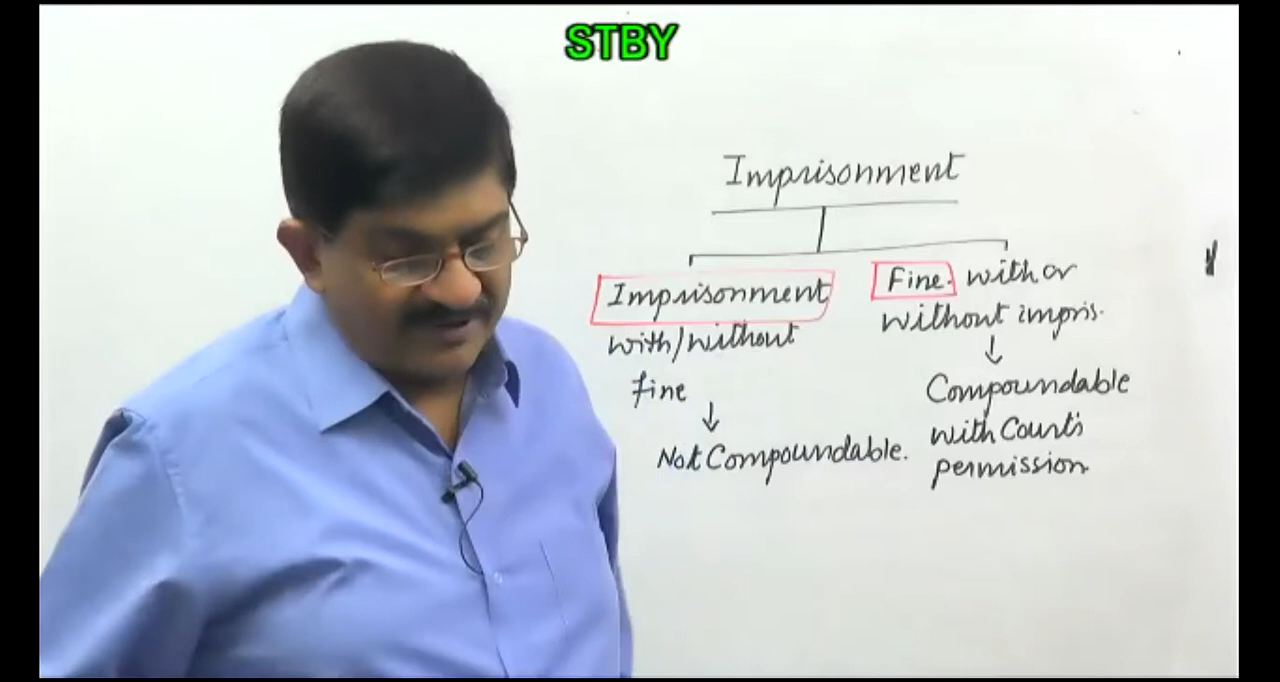 STBY
Imprisonment
Imprisonment
with/without
fine
Not Compoundable.
Fine. with or
without impris.
Compoundable
with Court's
permission.